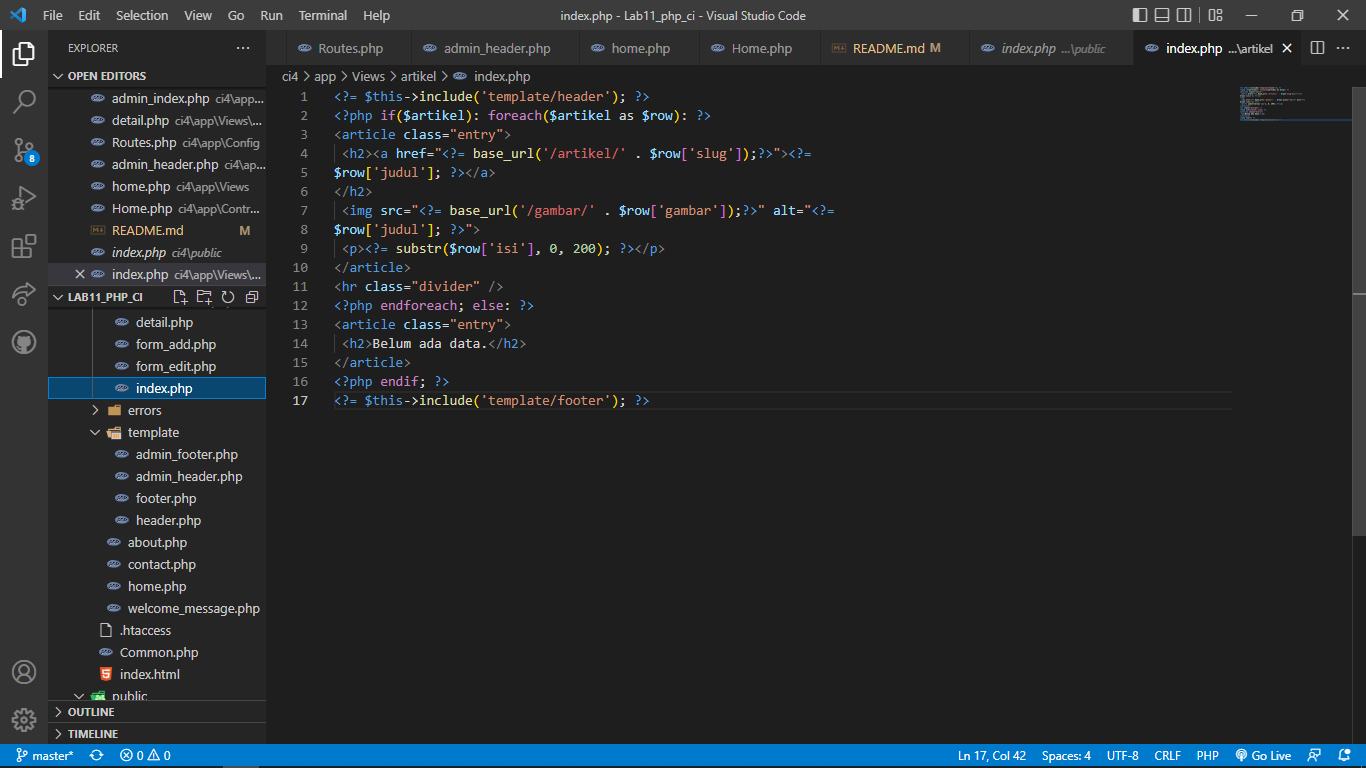 File Edit Selection View Go Run Terminal Help index.php - Lab11_php_ci - Visual Studio Code
EXPLORER
OPEN EDITORS
admin_index.php ci4\app...
detail.php ci4\app\Views\...
Routes.php ci4\app\Config
admin_header.php ci4\ap...
home.php ci4\app\Views
Home.php ci4\app\Contr...
README.md M
index.php ci4\public
index.php ci4\app\Views\...
LAB11_PHP_CI
detail.php
form_add.php
form_edit.php
index.php
errors
template
admin_footer.php
admin_header.php
footer.php
header.php
about.php
contact.php
home.php
welcome_message.php
.htaccess
Common.php
index.html
public
OUTLINE
TIMELINE
8
Routes.php admin_header.php home.php Home.php README.md M index.php ...\public index.php ...\artikel
ci4 > app > Views > artikel > index.php
1 <?= $this->include('template/header'); ?>
2 <?php if($artikel): foreach($artikel as $row): ?>
3 <article class="entry">
4 <h2><a href="<?= base_url('/artikel/' . $row['slug']);?>"><?=
5 $row['judul']; ?></a>
6 </h2>
7 <img src="<?= base_url('/gambar/' . $row['gambar']);?>" alt="<?=
8 $row['judul']; ?>">
9 <p><?= substr($row['isi'], 0, 200); ?></p>
10 </article>
11 <hr class="divider" />
12 <?php endforeach; else: ?>
13 <article class="entry">
14 <h2>Belum ada data.</h2>
15 </article>
16 <?php endif; ?>
17 <?= $this->include('template/footer'); ?>
master* 0 0 Ln 17, Col 42 Spaces: 4 UTF-8 CRLF PHP Go Live